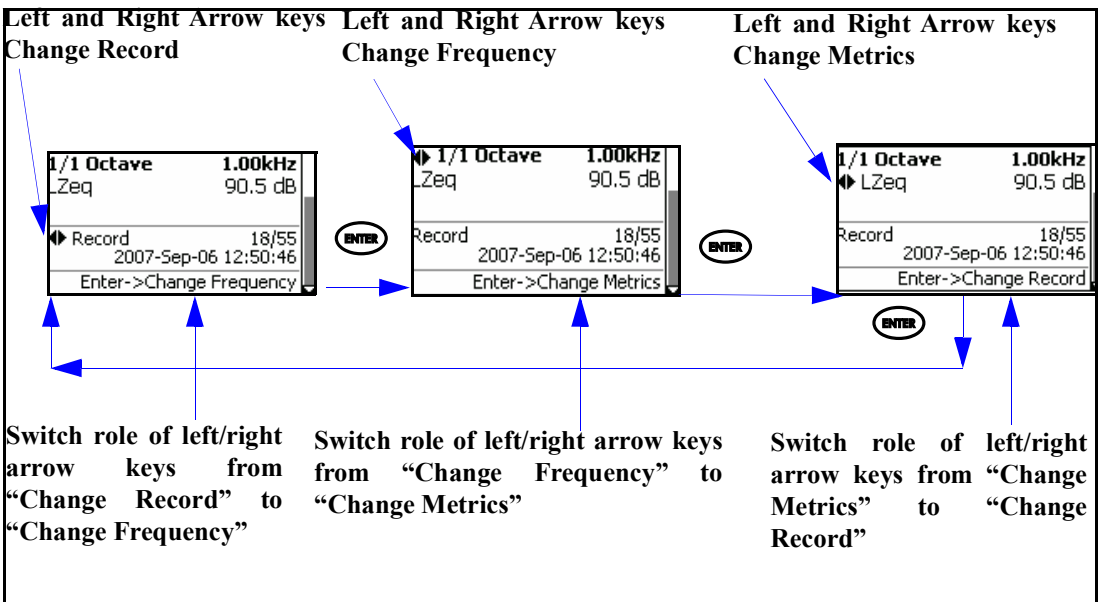 Left and Right Arrow keys
Change Record
Left and Right Arrow keys
Change Frequency
Left and Right Arrow keys
Change Metrics
1/1 Octave 1.00kHz
LZeq 90.5 dB
Record 18/55
2007-Sep-06 12:50:46
Enter->Change Frequency
ENTER
1/1 Octave 1.00kHz
LZeq 90.5 dB
Record 18/55
2007-Sep-06 12:50:46
Enter->Change Metrics
ENTER
1/1 Octave 1.00kHz
LZeq 90.5 dB
Record 18/55
2007-Sep-06 12:50:46
Enter->Change Record
ENTER
Switch role of left/right
arrow keys from
“Change Record” to
“Change Frequency”
Switch role of left/right arrow keys
from “Change Frequency” to
“Change Metrics”
Switch role of left/right
arrow keys from “Change
Metrics” to “Change
Record”